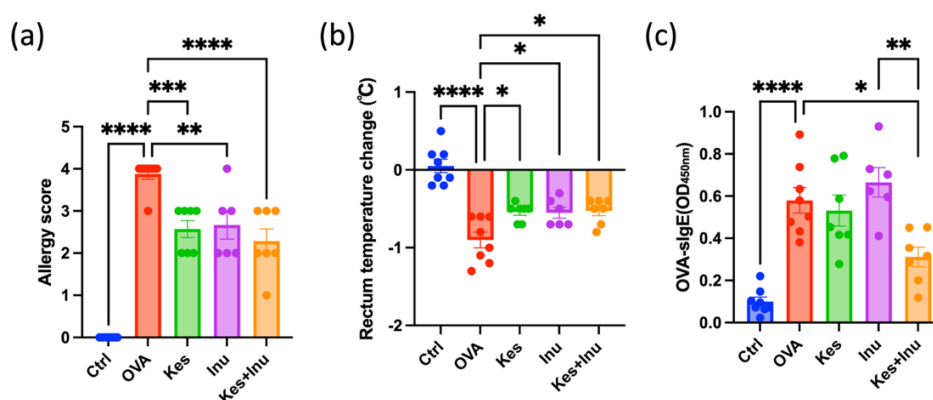 (a)
****
***
****
**
Allergy score
5
4
3
2
1
0
Ctrl
OVA
Kes
Inu
Kes+Inu
(b)
*
*
****
*
Rectum temperature change (℃)
1
0
-1
-2
Ctrl
OVA
Kes
Inu
Kes+Inu
(c)
**
****
*
OVA-sIgE(OD450nm)
1.0
0.8
0.6
0.4
0.2
0.0
Ctrl
OVA
Kes
Inu
Kes+Inu